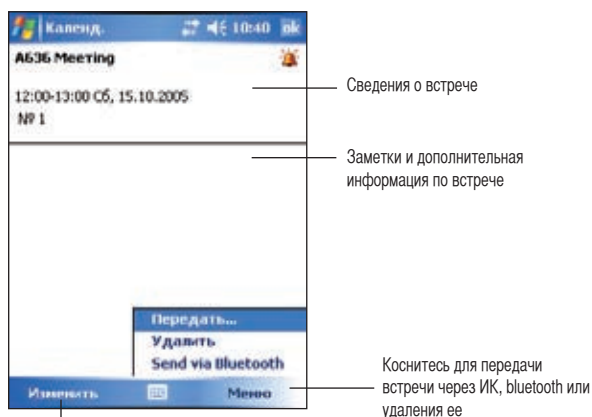 Календ. 10:40 ok
A636 Meeting
12:00-13:00 Сб, 15.10.2005
№ 1
Сведения о встрече
Заметки и дополнительная
информация по встрече
Передать...
Удалить
Send via Bluetooth
Изменить Меню
Коснитесь для передачи
встречи через ИК, bluetooth или
удаления ее